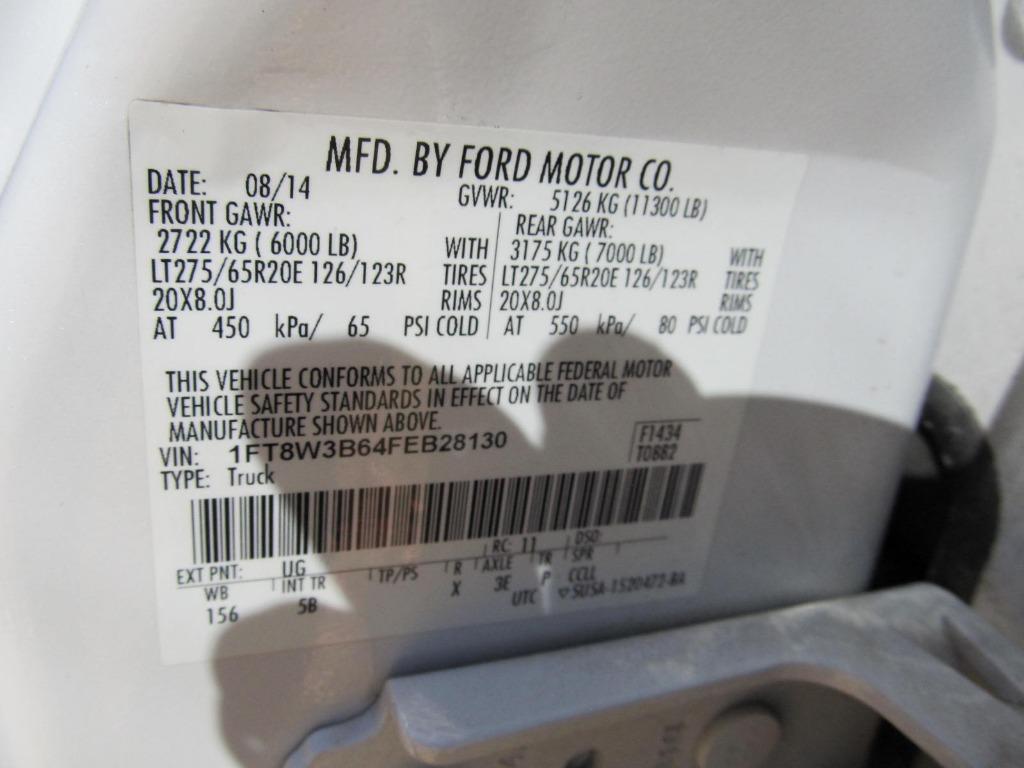 MFD. BY FORD MOTOR CO.
DATE: 08/14 GVWR: 5126 KG (11300 LB)
FRONT GAWR: REAR GAWR:
2722 KG ( 6000 LB) WITH 3175 KG ( 7000 LB) WITH
LT275/65R20E 126/123R TIRES LT275/65R20E 126/123R TIRES
20X8.0J RIMS 20X8.0J RIMS
AT 450 kPa/ 65 PSI COLD AT 550 kPa/ 80 PSI COLD
THIS VEHICLE CONFORMS TO ALL APPLICABLE FEDERAL MOTOR
VEHICLE SAFETY STANDARDS IN EFFECT ON THE DATE OF
MANUFACTURE SHOWN ABOVE.
VIN: 1FT8W3B64FEB28130 F1434
TYPE: Truck T0882
EXT PNT: UG RC: 11 DSO:
WB INT TR TP/PS R AXLE TR SPR
156 5B X 3E P CCLL
UTC ▽SUSA-1520472-BA